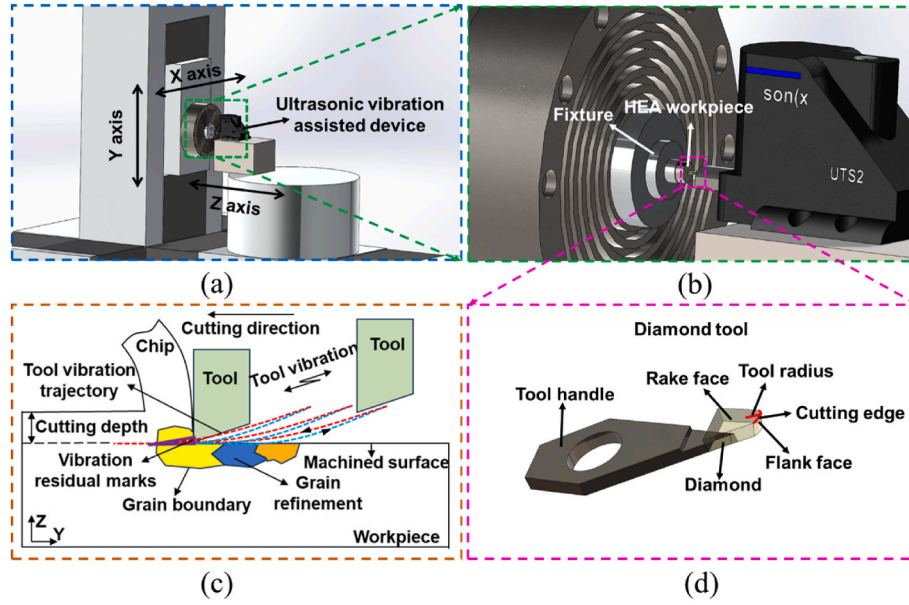 X axis
Y axis
Ultrasonic vibration
assisted device
Z axis
(a)
Fixture
HEA workpiece
son(x
UTS2
(b)
Cutting direction
Chip
Tool vibration
trajectory
Tool
Tool vibration
Tool
Cutting depth
Vibration
residual marks
Machined surface
Grain
refinement
Grain boundary
Z
Y
Workpiece
(c)
Diamond tool
Tool handle
Rake face
Tool radius
Cutting edge
Flank face
Diamond
(d)